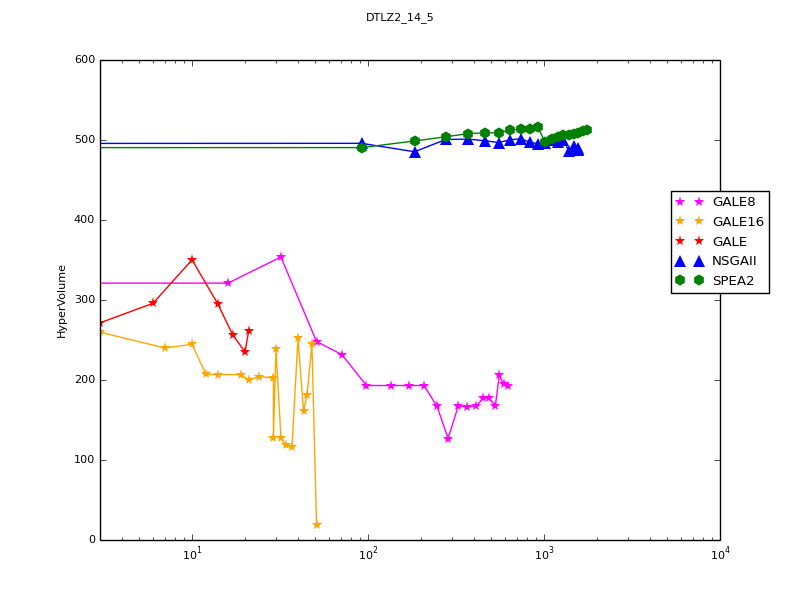 DTLZ2_14_5
600
500
400
300
200
100
0
HyperVolume
10^1
10^2
10^3
10^4
GALE8
GALE16
GALE
NSGAII
SPEA2